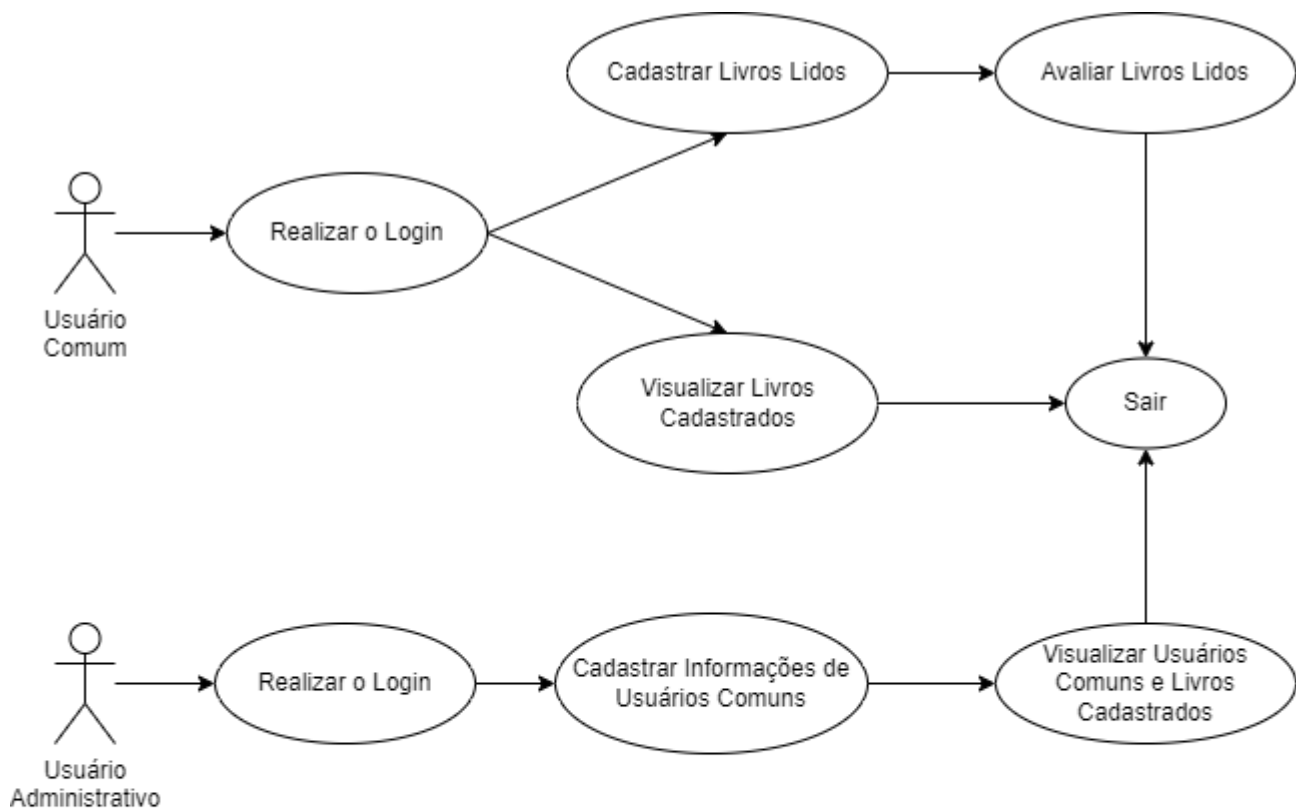 Cadastrar Livros Lidos
Avaliar Livros Lidos
Realizar o Login
Usuário
Comum
Visualizar Livros
Cadastrados
Sair
Realizar o Login
Cadastrar Informações de
Usuários Comuns
Visualizar Usuários
Comuns e Livros
Cadastrados
Usuário
Administrativo